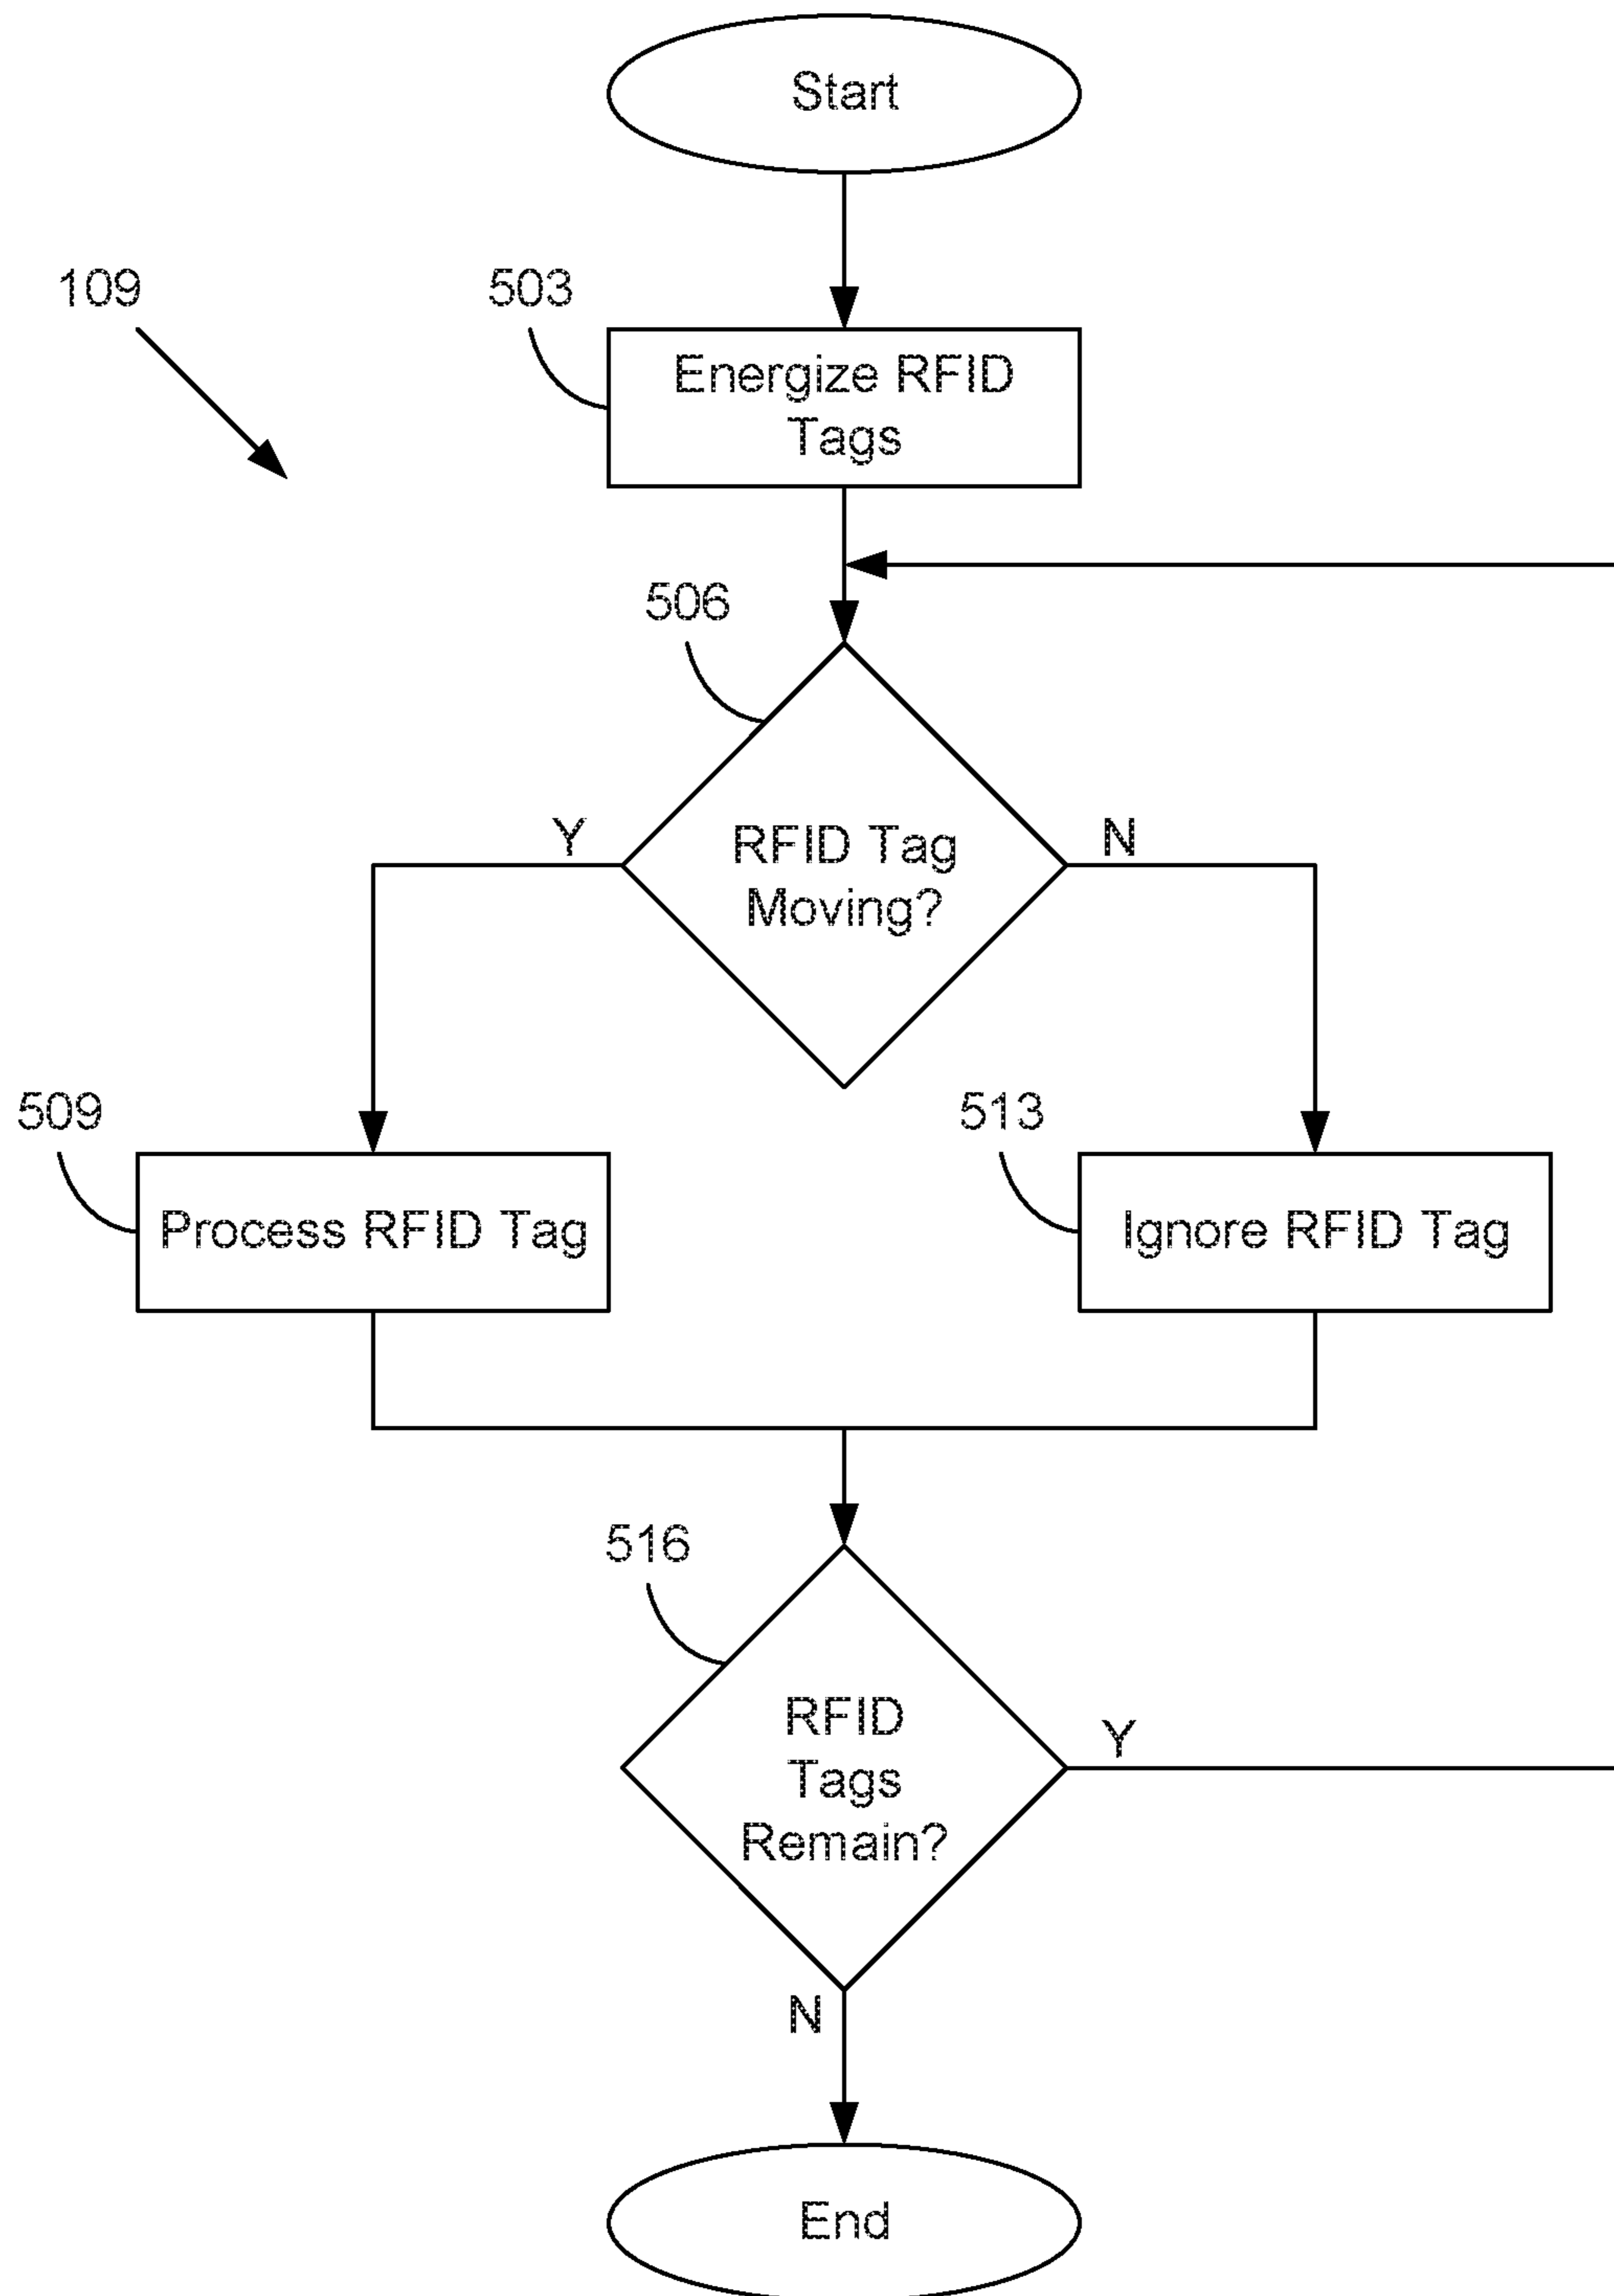 Start
109
503
Energize RFID
Tags
506
Y
N
RFID Tag
Moving?
509
513
Process RFID Tag
Ignore RFID Tag
516
RFID
Tags
Remain?
Y
N
End